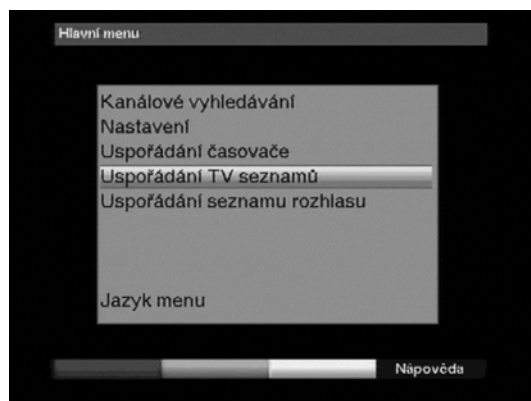 Hlavní menu
Kanálové vyhledávání
Nastavení
Uspořádání časovače
Uspořádání TV seznamů
Uspořádání seznamu rozhlasu
Jazyk menu
Nápověda